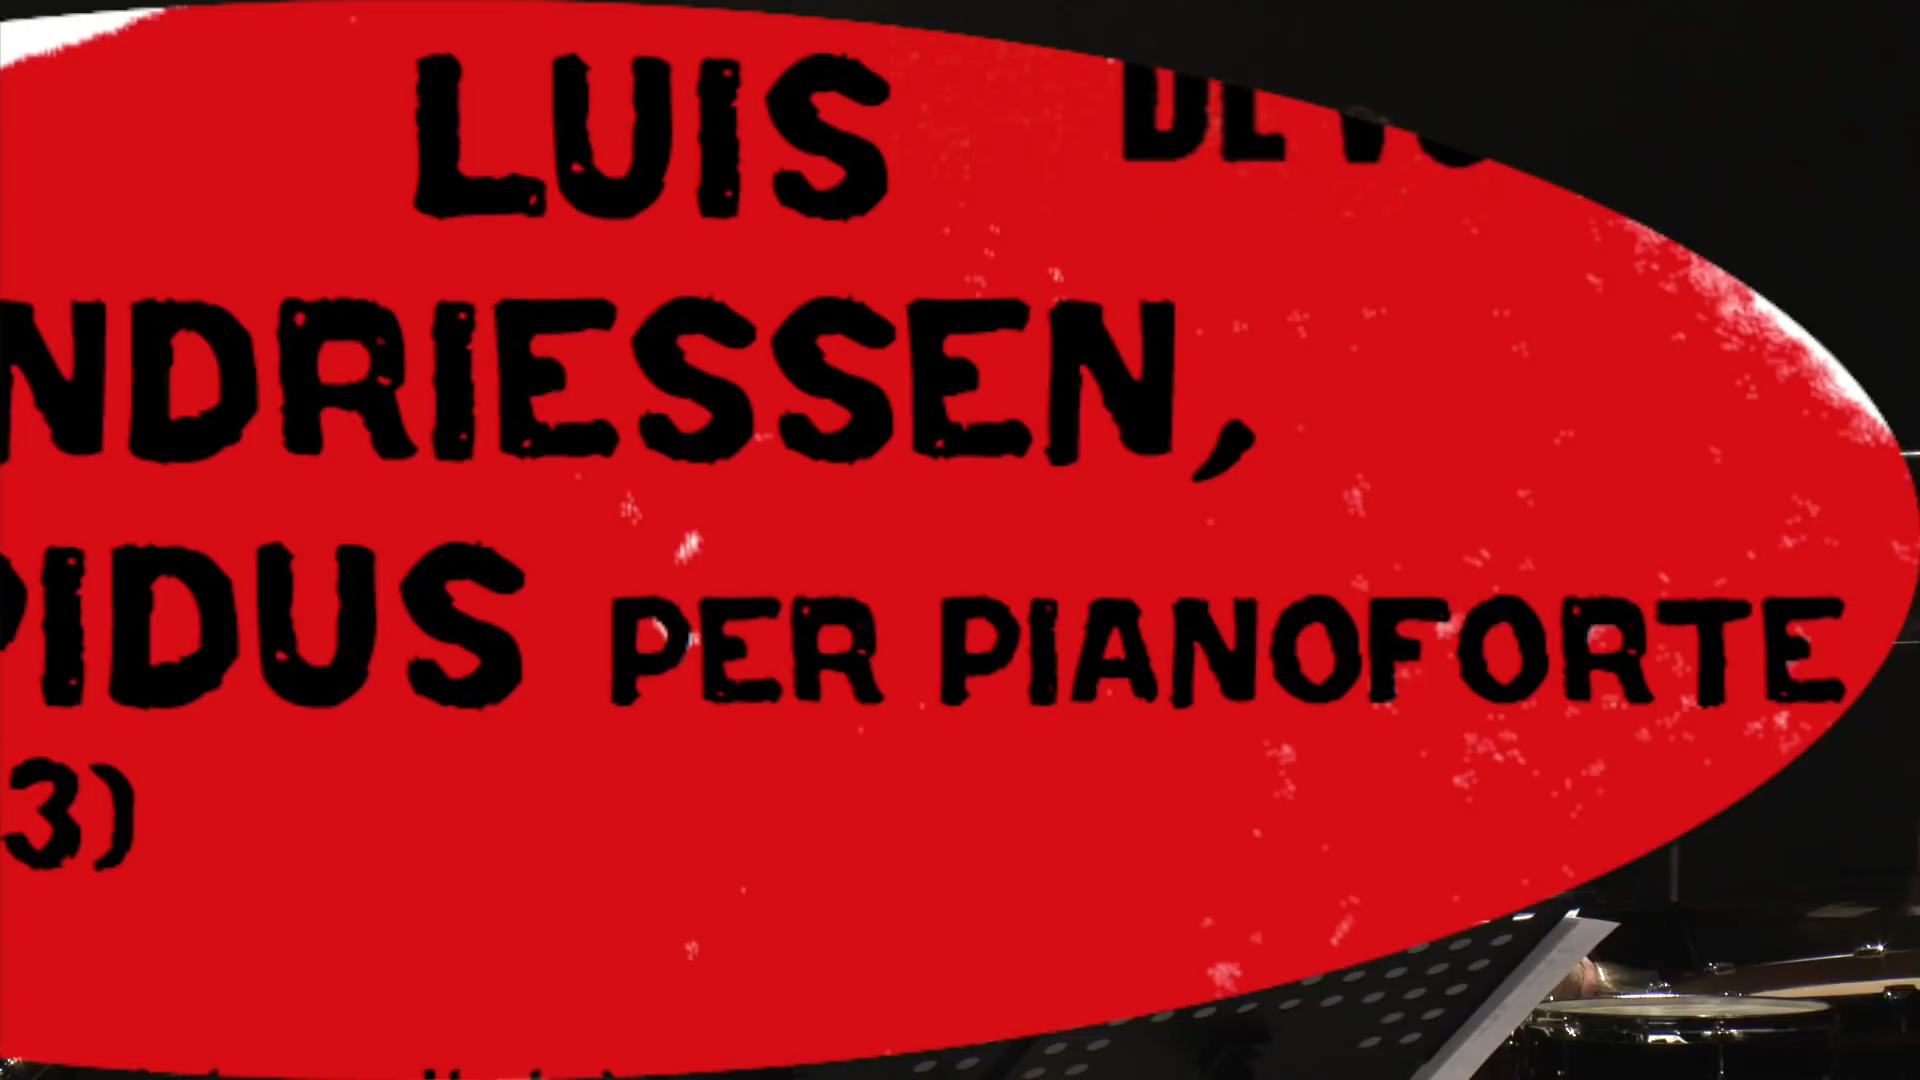 LUIS
NDRIESSEN,
PIDUS PER PIANOFORTE
3)